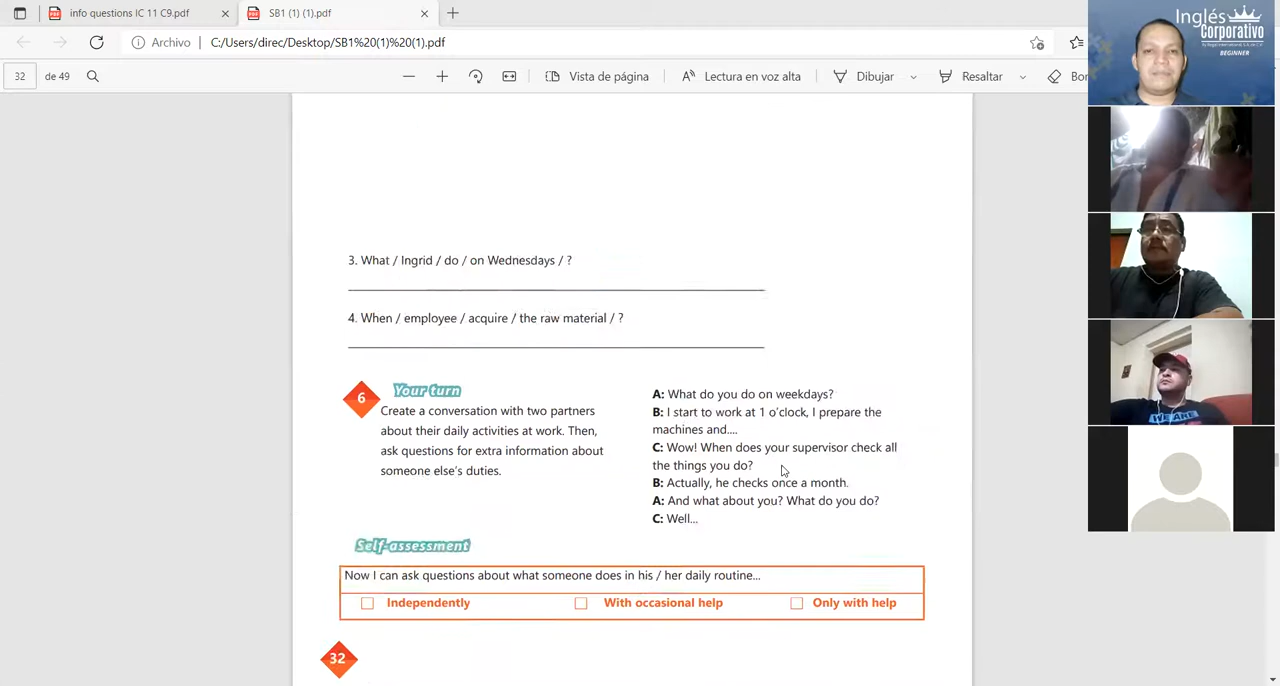 info questions IC 11 C9.pdf
SB1 (1) (1).pdf
Archivo
C:/Users/direc/Desktop/SB1%20(1)%20(1).pdf
32
de 49
Vista de página
Lectura en voz alta
Dibujar
Resaltar
Bor
Inglés
Corporativo
BEGINNER
3. What / Ingrid / do / on Wednesdays / ?
4. When / employee / acquire / the raw material / ?
6
Your turn
Create a conversation with two partners
about their daily activities at work. Then,
ask questions for extra information about
someone else's duties.
A: What do you do on weekdays?
B: I start to work at 1 o'clock, I prepare the
machines and....
C: Wow! When does your supervisor check all
the things you do?
B: Actually, he checks once a month.
A: And what about you? What do you do?
C: Well...
Self-assessment
Now I can ask questions about what someone does in his / her daily routine...
Independently
With occasional help
Only with help
32
WE ARE